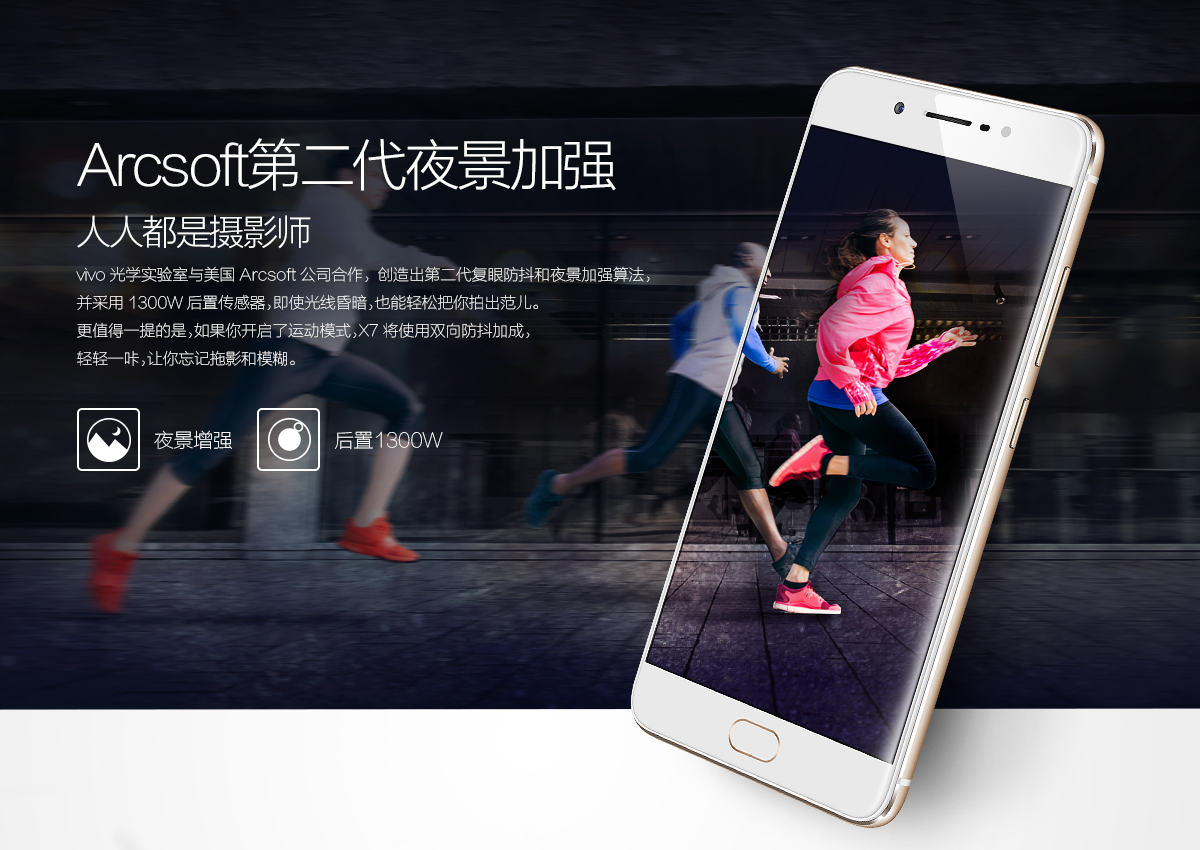 Arcsoft第二代夜景加强
人人都是摄影师
vivo 光学实验室与美国 Arcsoft 公司合作，创造出第二代复眼防抖和夜景加强算法，
并采用 1300W 后置传感器，即使光线昏暗，也能轻松把你拍出范儿。
更值得一提的是，如果你开启了运动模式，X7 将使用双向防抖加成，
轻轻一咔，让你忘记拖影和模糊。
夜景增强
后置1300W